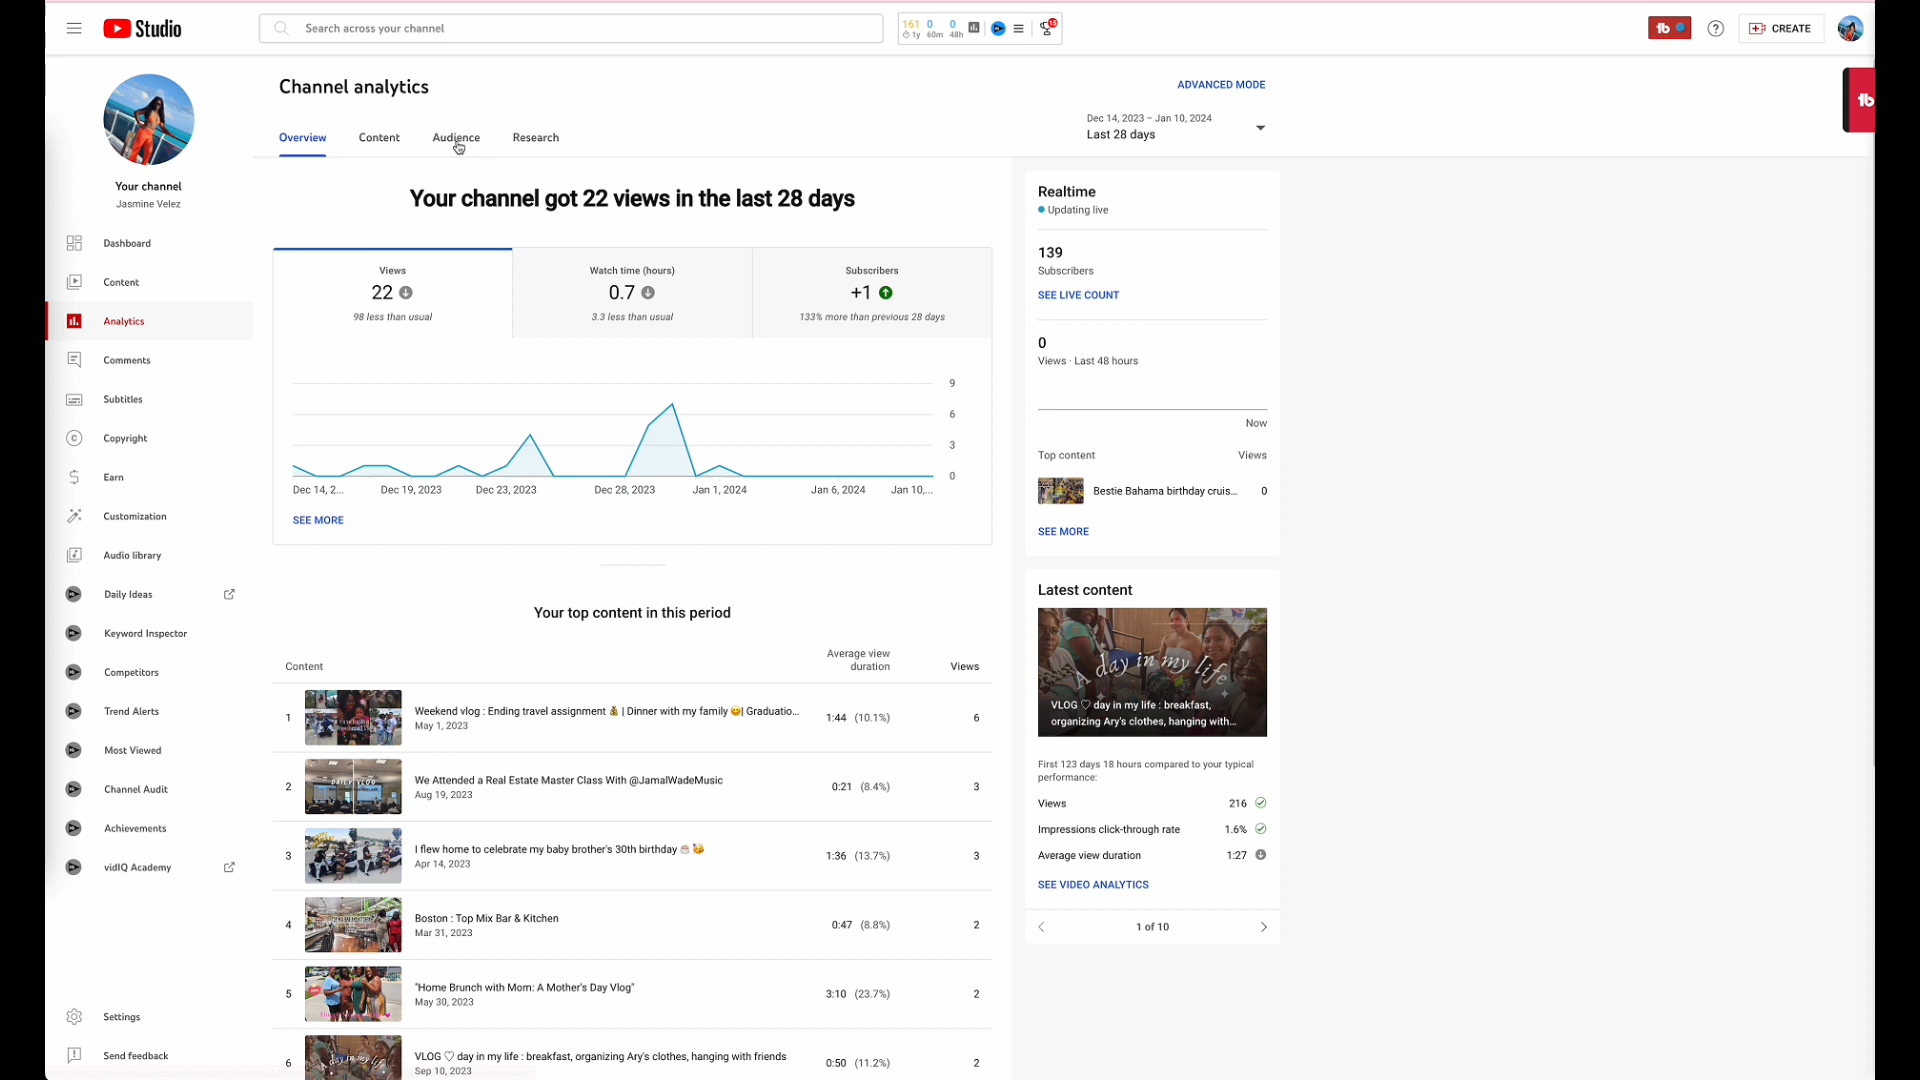 Studio
Search across your channel
161 0 0
1y 60m 48h
15
CREATE
Your channel
Jasmine Velez
Dashboard
Content
Analytics
Comments
Subtitles
Copyright
Earn
Customization
Audio library
Daily Ideas
Keyword Inspector
Competitors
Trend Alerts
Most Viewed
Channel Audit
Achievements
vidIQ Academy
Settings
Send feedback
Channel analytics
ADVANCED MODE
Overview Content Audience Research
Dec 14, 2023 – Jan 10, 2024
Last 28 days
Your channel got 22 views in the last 28 days
Views
22
98 less than usual
Watch time (hours)
0.7
3.3 less than usual
Subscribers
+1
133% more than previous 28 days
9
6
3
0
Dec 14, 2... Dec 19, 2023 Dec 23, 2023 Dec 28, 2023 Jan 1, 2024 Jan 6, 2024 Jan 10,...
SEE MORE
Your top content in this period
Content Average view duration Views
1 Weekend vlog : Ending travel assignment 💰 | Dinner with my family 😋| Graduatio... 1:44 (10.1%) 6
May 1, 2023
2 We Attended a Real Estate Master Class With @JamalWadeMusic 0:21 (8.4%) 3
Aug 19, 2023
3 I flew home to celebrate my baby brother's 30th birthday 🎂 🥳 1:36 (13.7%) 3
Apr 14, 2023
4 Boston : Top Mix Bar & Kitchen 0:47 (8.8%) 2
Mar 31, 2023
5 "Home Brunch with Mom: A Mother's Day Vlog" 3:10 (23.7%) 2
May 30, 2023
6 VLOG ♡ day in my life : breakfast, organizing Ary's clothes, hanging with friends 0:50 (11.2%) 2
Sep 10, 2023
Realtime
Updating live
139
Subscribers
SEE LIVE COUNT
0
Views · Last 48 hours
Now
Top content Views
Bestie Bahama birthday cruis... 0
SEE MORE
Latest content
A day in my life
VLOG ♡ day in my life : breakfast,
organizing Ary's clothes, hanging with...
First 123 days 18 hours compared to your typical
performance:
Views 216
Impressions click-through rate 1.6%
Average view duration 1:27
SEE VIDEO ANALYTICS
1 of 10